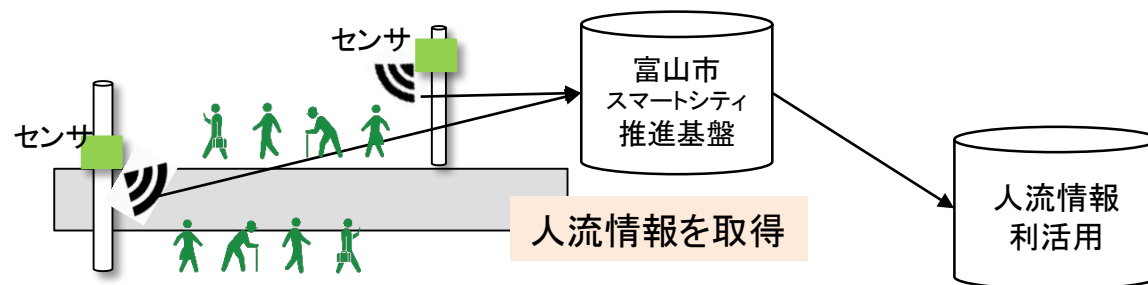 センサ
センサ
富山市
スマートシティ
推進基盤
人流情報を取得
人流情報
利活用